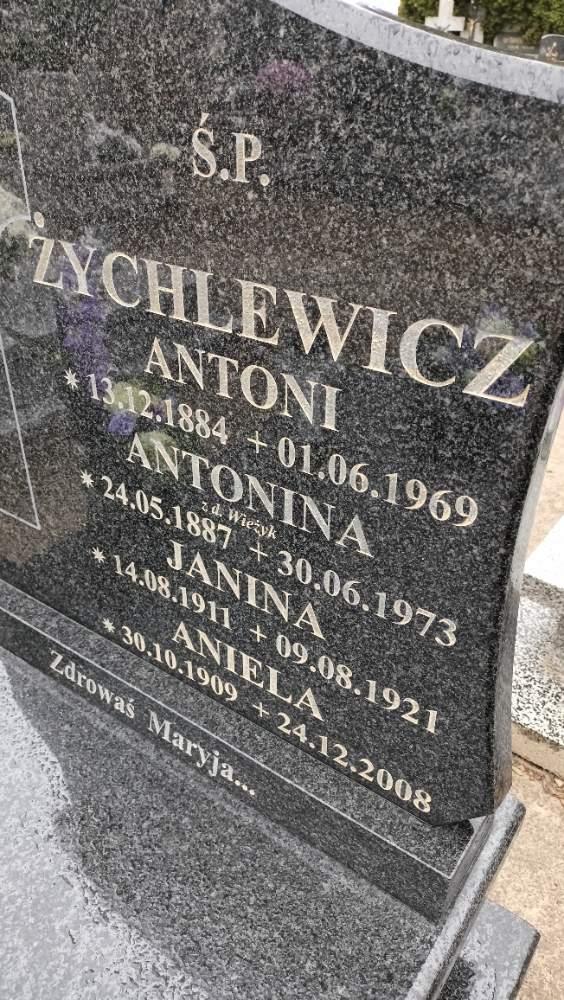 Ś.P.
ŻYCHLEWICZ
ANTONI
* 13.12.1884 + 01.06.1969
ANTONINA
z d. Wieżyk
* 24.05.1887 + 30.06.1973
JANINA
* 14.08.1911 + 09.08.1921
ANIELA
* 30.10.1909 + 24.12.2008
Zdrowaś Maryja...